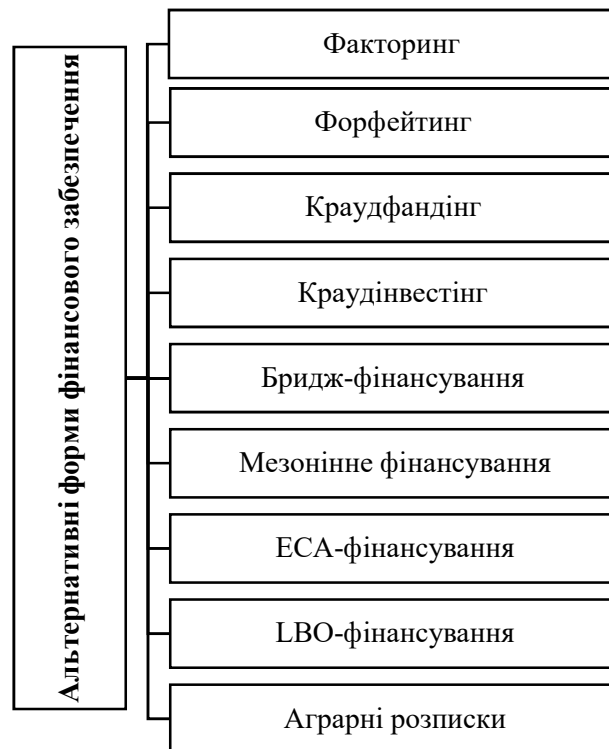 Альтернативні форми фінансового забезпечення
Факторинг
Форфейтинг
Краудфандінг
Краудінвестінг
Бридж-фінансування
Мезонінне фінансування
ЕСА-фінансування
LBO-фінансування
Аграрні розписки